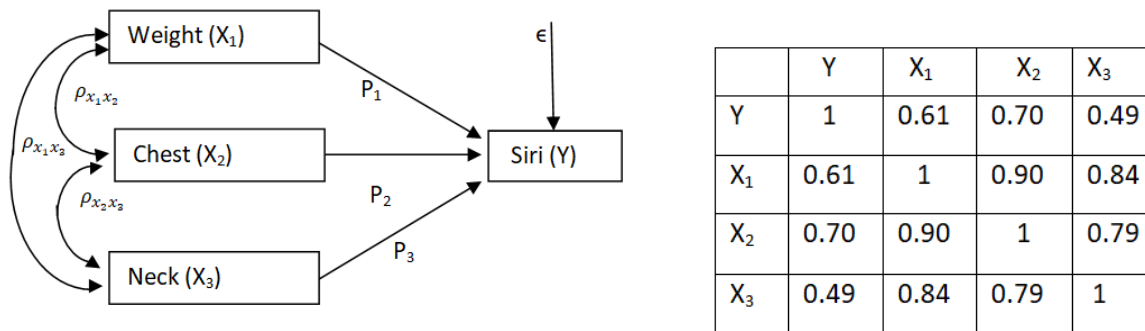 Weight (X₁)
ϵ
P₁
ρₓ₁ₓ₂
ρₓ₁ₓ₃
Chest (X₂)
Siri (Y)
P₂
ρₓ₂ₓ₃
P₃
Neck (X₃)
Y X₁ X₂ X₃
Y 1 0.61 0.70 0.49
X₁ 0.61 1 0.90 0.84
X₂ 0.70 0.90 1 0.79
X₃ 0.49 0.84 0.79 1